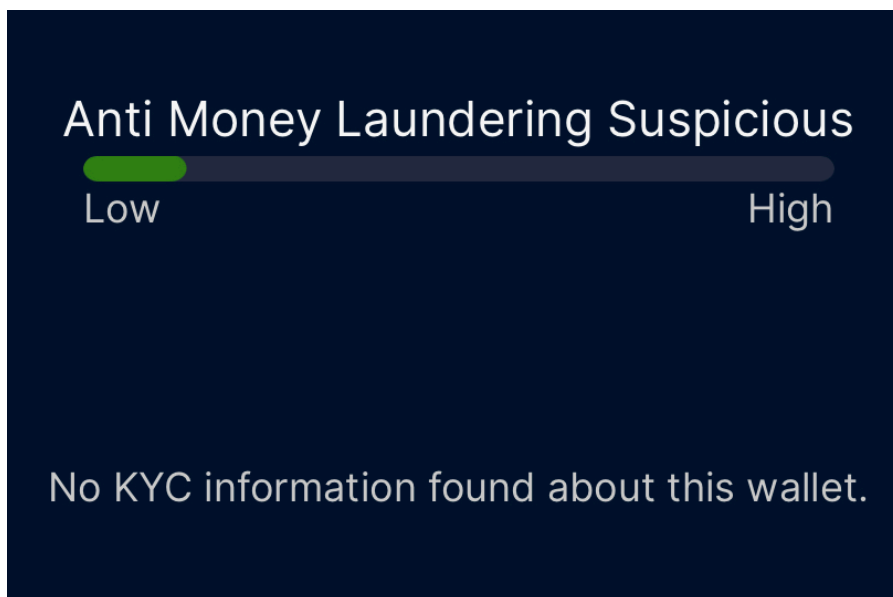 Anti Money Laundering Suspicious
Low High
No KYC information found about this wallet.